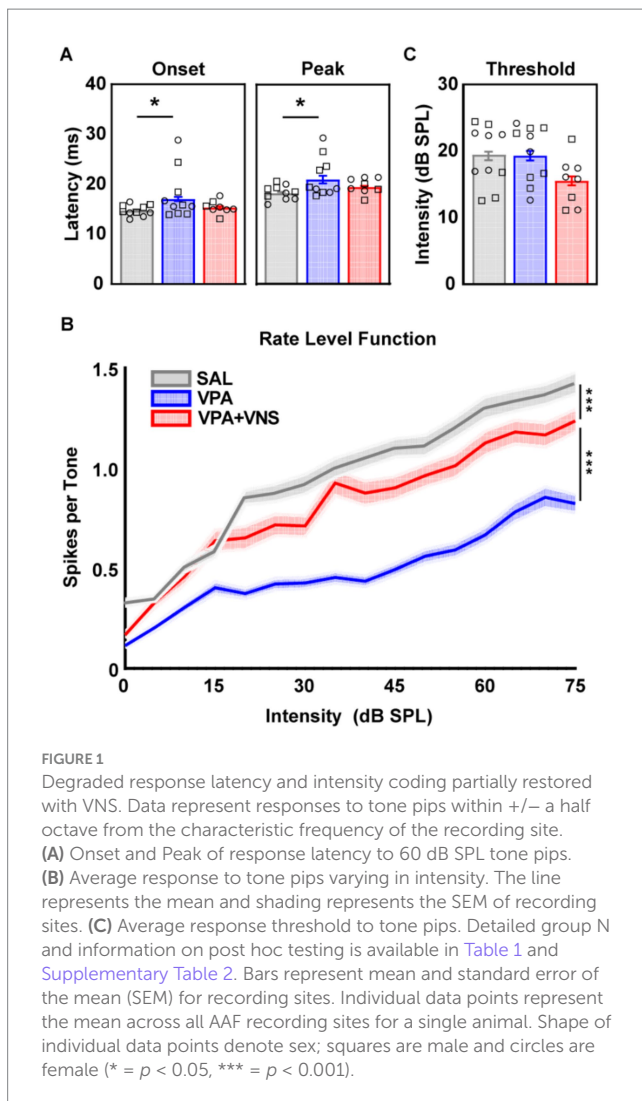 A
Onset
Peak
*
*
40
30
20
10
0
Latency (ms)
C
Threshold
30
20
10
0
Intensity (dB SPL)
B
Rate Level Function
SAL
VPA
VPA+VNS
***
***
1.5
1.0
0.5
0
Spikes per Tone
0 15 30 45 60 75
Intensity (dB SPL)
FIGURE 1
Degraded response latency and intensity coding partially restored
with VNS. Data represent responses to tone pips within +/− a half
octave from the characteristic frequency of the recording site.
(A) Onset and Peak of response latency to 60 dB SPL tone pips.
(B) Average response to tone pips varying in intensity. The line
represents the mean and shading represents the SEM of recording
sites. (C) Average response threshold to tone pips. Detailed group N
and information on post hoc testing is available in Table 1 and
Supplementary Table 2. Bars represent mean and standard error of
the mean (SEM) for recording sites. Individual data points represent
the mean across all AAF recording sites for a single animal. Shape of
individual data points denote sex; squares are male and circles are
female (* = p < 0.05, *** = p < 0.001).